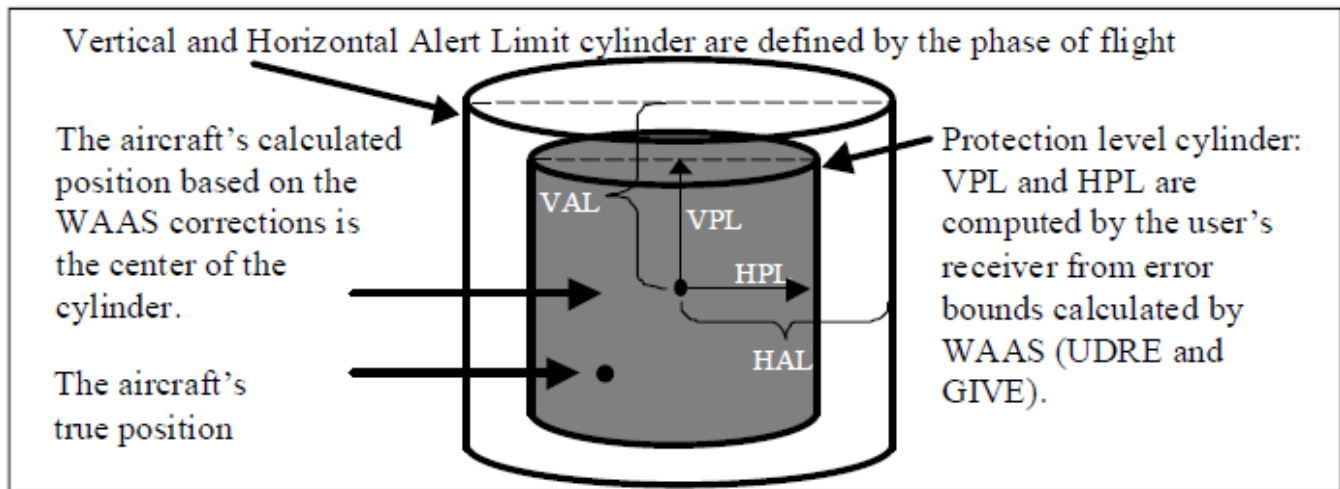 Vertical and Horizontal Alert Limit cylinder are defined by the phase of flight
The aircraft's calculated
position based on the
WAAS corrections is
the center of the
cylinder.
The aircraft's
true position
VAL
VPL
HPL
HAL
Protection level cylinder:
VPL and HPL are
computed by the user's
receiver from error
bounds calculated by
WAAS (UDRE and
GIVE).